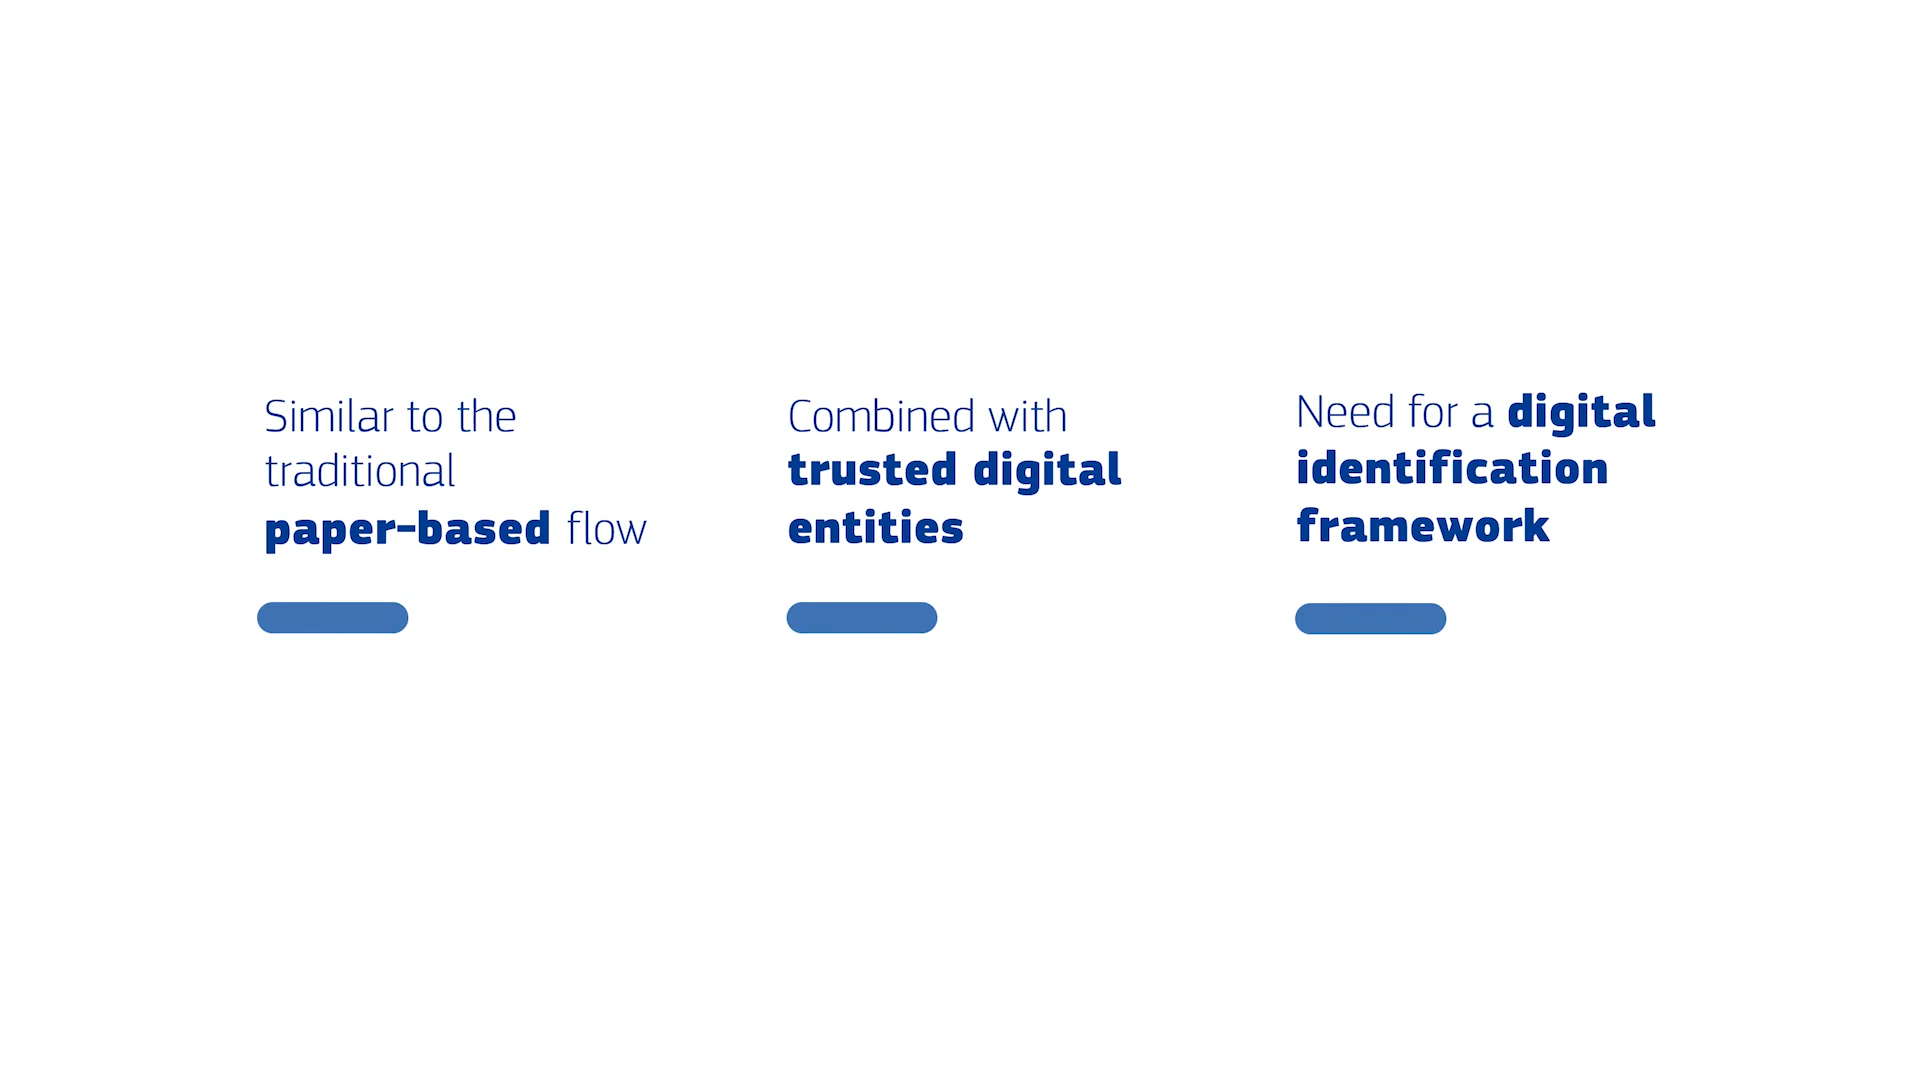 Similar to the
traditional
paper-based flow
Combined with
trusted digital
entities
Need for a digital
identification
framework